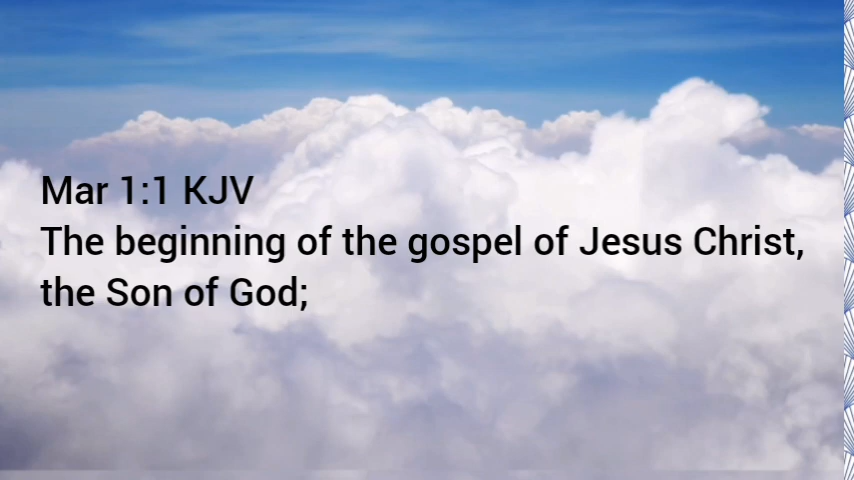 Mar 1:1 KJV
The beginning of the gospel of Jesus Christ,
the Son of God;